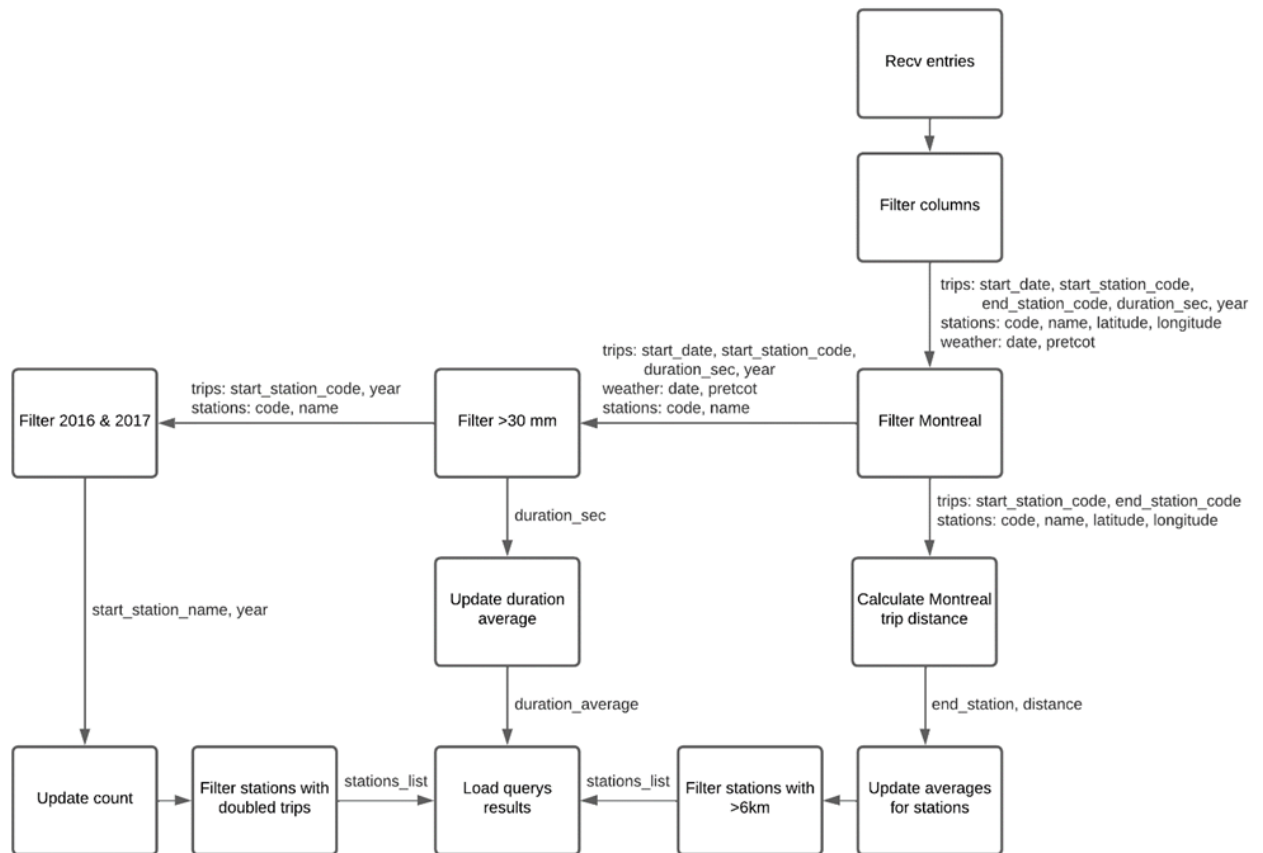 Recv entries
Filter columns
trips: start_date, start_station_code,
end_station_code, duration_sec, year
stations: code, name, latitude, longitude
weather: date, pretcot
trips: start_date, start_station_code,
duration_sec, year
weather: date, pretcot
stations: code, name
trips: start_station_code, year
stations: code, name
Filter 2016 & 2017
Filter >30 mm
Filter Montreal
trips: start_station_code, end_station_code
stations: code, name, latitude, longitude
duration_sec
start_station_name, year
Update duration
average
Calculate Montreal
trip distance
duration_average
end_station, distance
Update count
Filter stations with
doubled trips
stations_list
Load querys
results
stations_list
Filter stations with
>6km
Update averages
for stations